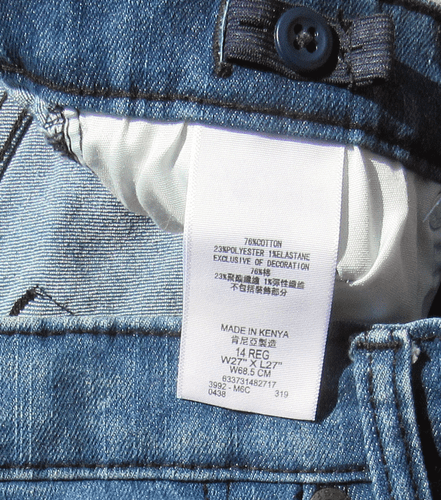 76%COTTON
23%POLYESTER 1%ELASTANE
EXCLUSIVE OF DECORATION
76%棉
23%聚酯纖維 1%彈性纖維
不包括裝飾部分
MADE IN KENYA
肯尼亞製造
14 REG
W27" X L27"
W68.5 CM
633731482717
3992 - M6C 319
0438